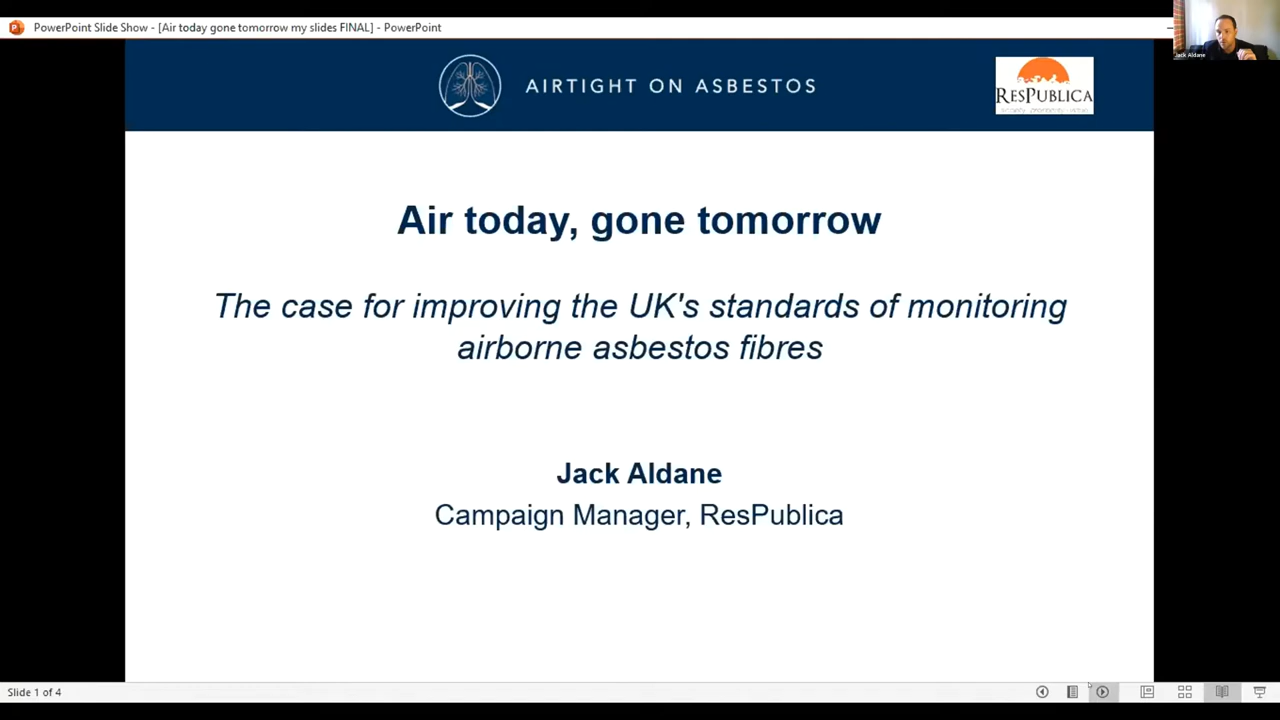 PowerPoint Slide Show - [Air today gone tomorrow my slides FINAL] - PowerPoint
Jack Aldane
AIRTIGHT ON ASBESTOS
RESPUBLICA
Air today, gone tomorrow
The case for improving the UK's standards of monitoring
airborne asbestos fibres
Jack Aldane
Campaign Manager, ResPublica
Slide 1 of 4